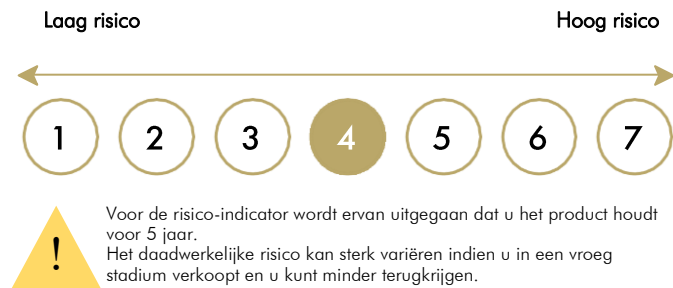 Laag risico Hoog risico
1 2 3 4 5 6 7
! Voor de risico-indicator wordt ervan uitgegaan dat u het product houdt
voor 5 jaar.
Het daadwerkelijke risico kan sterk variëren indien u in een vroeg
stadium verkoopt en u kunt minder terugkrijgen.